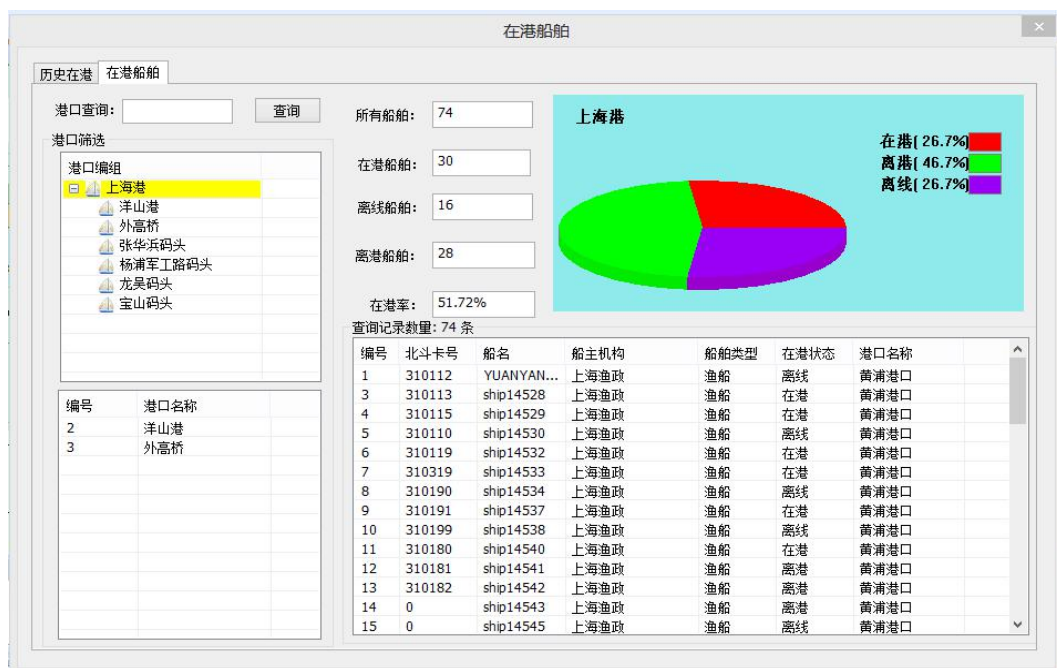 在港船舶
历史在港 在港船舶
港口查询: 查询
港口筛选
港口编组
上海港
洋山港
外高桥
张华浜码头
杨浦军工路码头
龙吴码头
宝山码头
编号 港口名称
2 洋山港
3 外高桥
所有船舶: 74
在港船舶: 30
离线船舶: 16
离港船舶: 28
在港率: 51.72%
上海港
在港( 26.7%)
离港( 46.7%)
离线( 26.7%)
查询记录数量: 74 条
编号 北斗卡号 船名 船主机构 船舶类型 在港状态 港口名称
1 310112 YUANYAN... 上海渔政 渔船 离线 黄浦港口
3 310113 ship14528 上海渔政 渔船 在港 黄浦港口
4 310115 ship14529 上海渔政 渔船 在港 黄浦港口
5 310110 ship14530 上海渔政 渔船 离线 黄浦港口
6 310119 ship14532 上海渔政 渔船 在港 黄浦港口
7 310319 ship14533 上海渔政 渔船 在港 黄浦港口
8 310190 ship14534 上海渔政 渔船 离线 黄浦港口
9 310191 ship14537 上海渔政 渔船 在港 黄浦港口
10 310199 ship14538 上海渔政 渔船 离线 黄浦港口
11 310180 ship14540 上海渔政 渔船 在港 黄浦港口
12 310181 ship14541 上海渔政 渔船 离港 黄浦港口
13 310182 ship14542 上海渔政 渔船 离港 黄浦港口
14 0 ship14543 上海渔政 渔船 离港 黄浦港口
15 0 ship14545 上海渔政 渔船 离线 黄浦港口